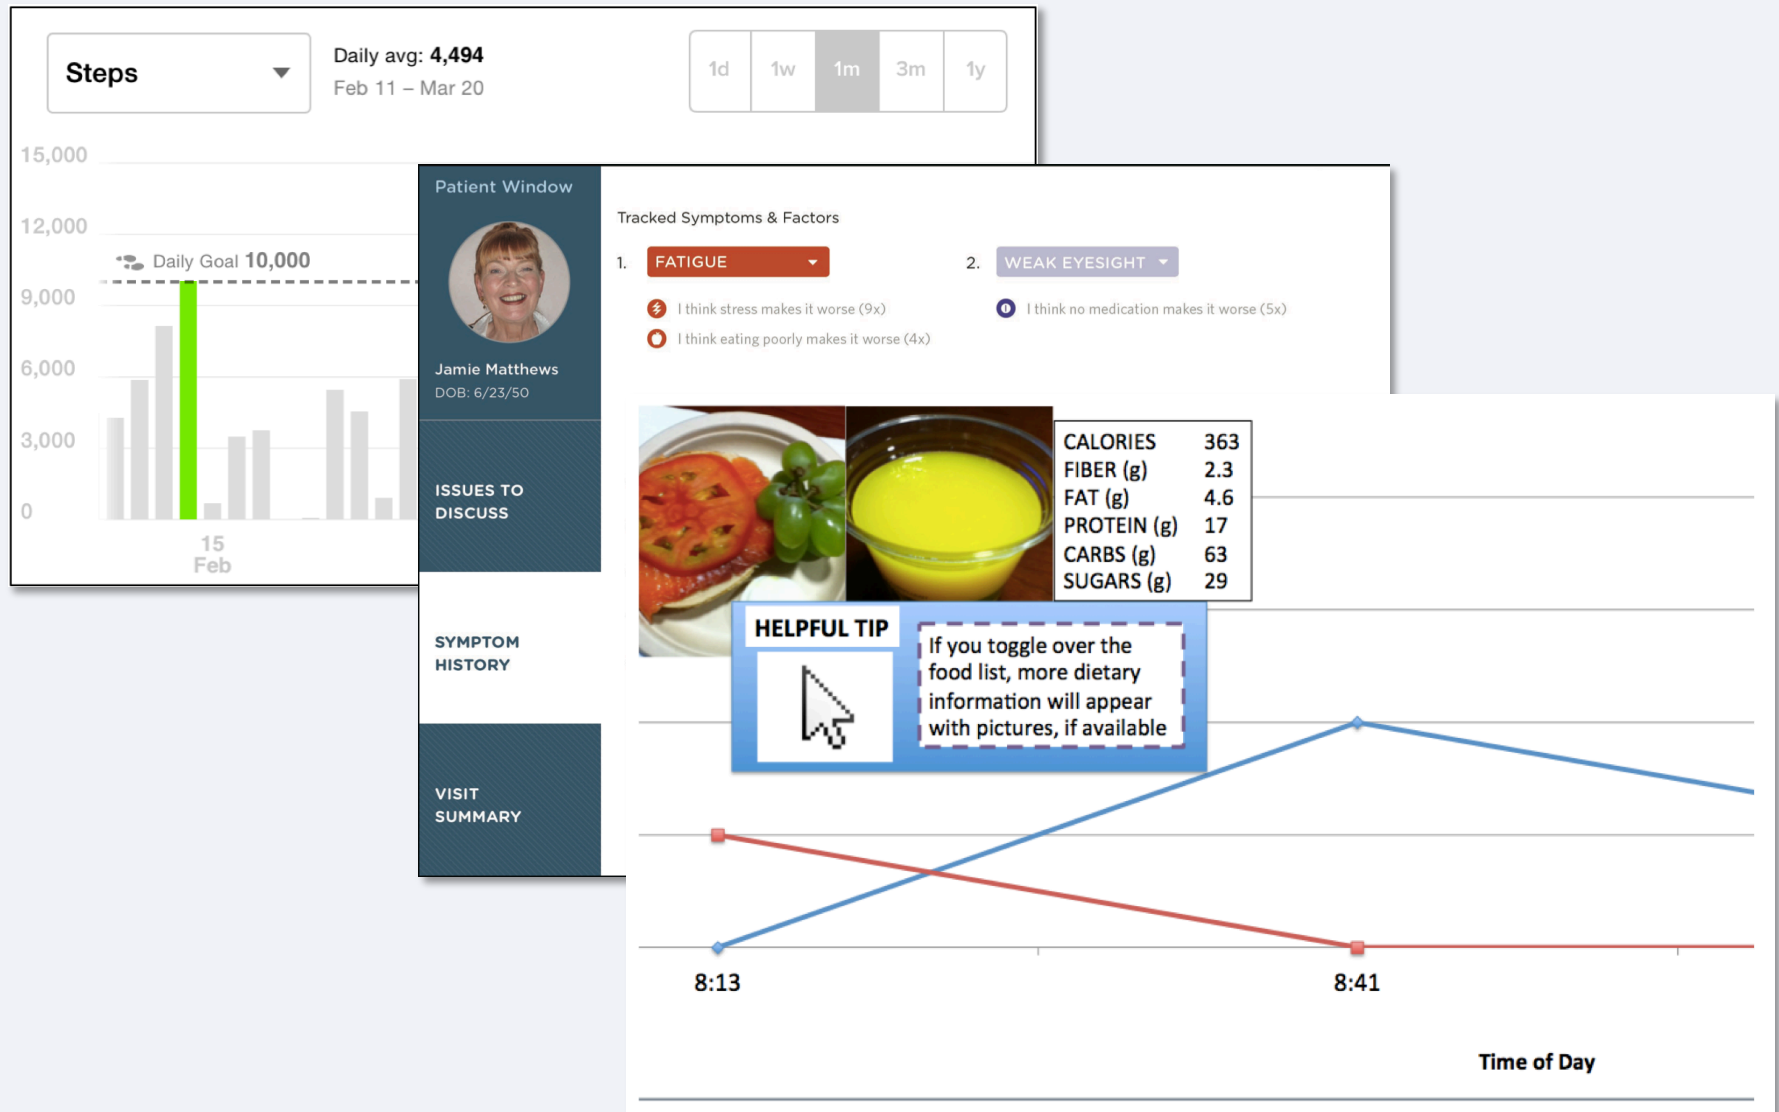 Steps
Daily avg: 4,494
Feb 11 – Mar 20
1d 1w 1m 3m 1y
15,000
12,000
Daily Goal 10,000
9,000
6,000
3,000
0
15
Feb
Patient Window
Jamie Matthews
DOB: 6/23/50
ISSUES TO
DISCUSS
SYMPTOM
HISTORY
VISIT
SUMMARY
Tracked Symptoms & Factors
1. FATIGUE
I think stress makes it worse (9x)
I think eating poorly makes it worse (4x)
2. WEAK EYESIGHT
I think no medication makes it worse (5x)
CALORIES 363
FIBER (g) 2.3
FAT (g) 4.6
PROTEIN (g) 17
CARBS (g) 63
SUGARS (g) 29
HELPFUL TIP
If you toggle over the
food list, more dietary
information will appear
with pictures, if available
8:13
8:41
Time of Day